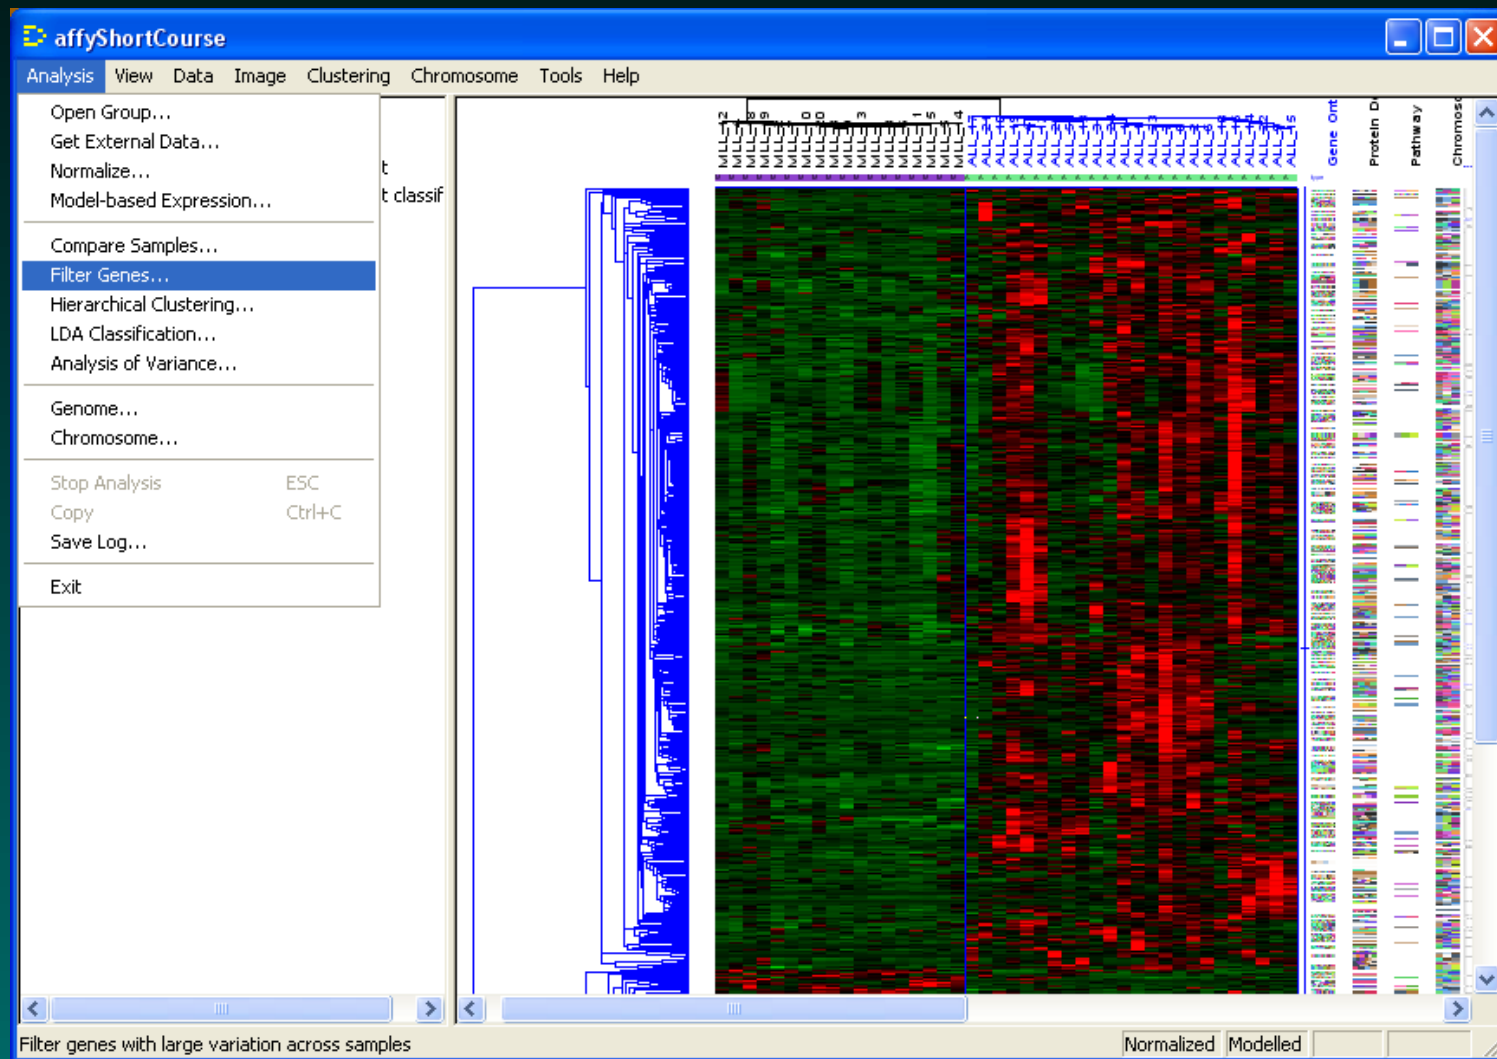 affyShortCourse
Analysis View Data Image Clustering Chromosome Tools Help
Open Group...
Get External Data...
Normalize...
Model-based Expression...
Compare Samples...
Filter Genes...
Hierarchical Clustering...
LDA Classification...
Analysis of Variance...
Genome...
Chromosome...
Stop Analysis ESC
Copy Ctrl+C
Save Log...
Exit
t
t classif
Gene Ont
Protein D
Pathway
Chromoso
Filter genes with large variation across samples
Normalized Modelled